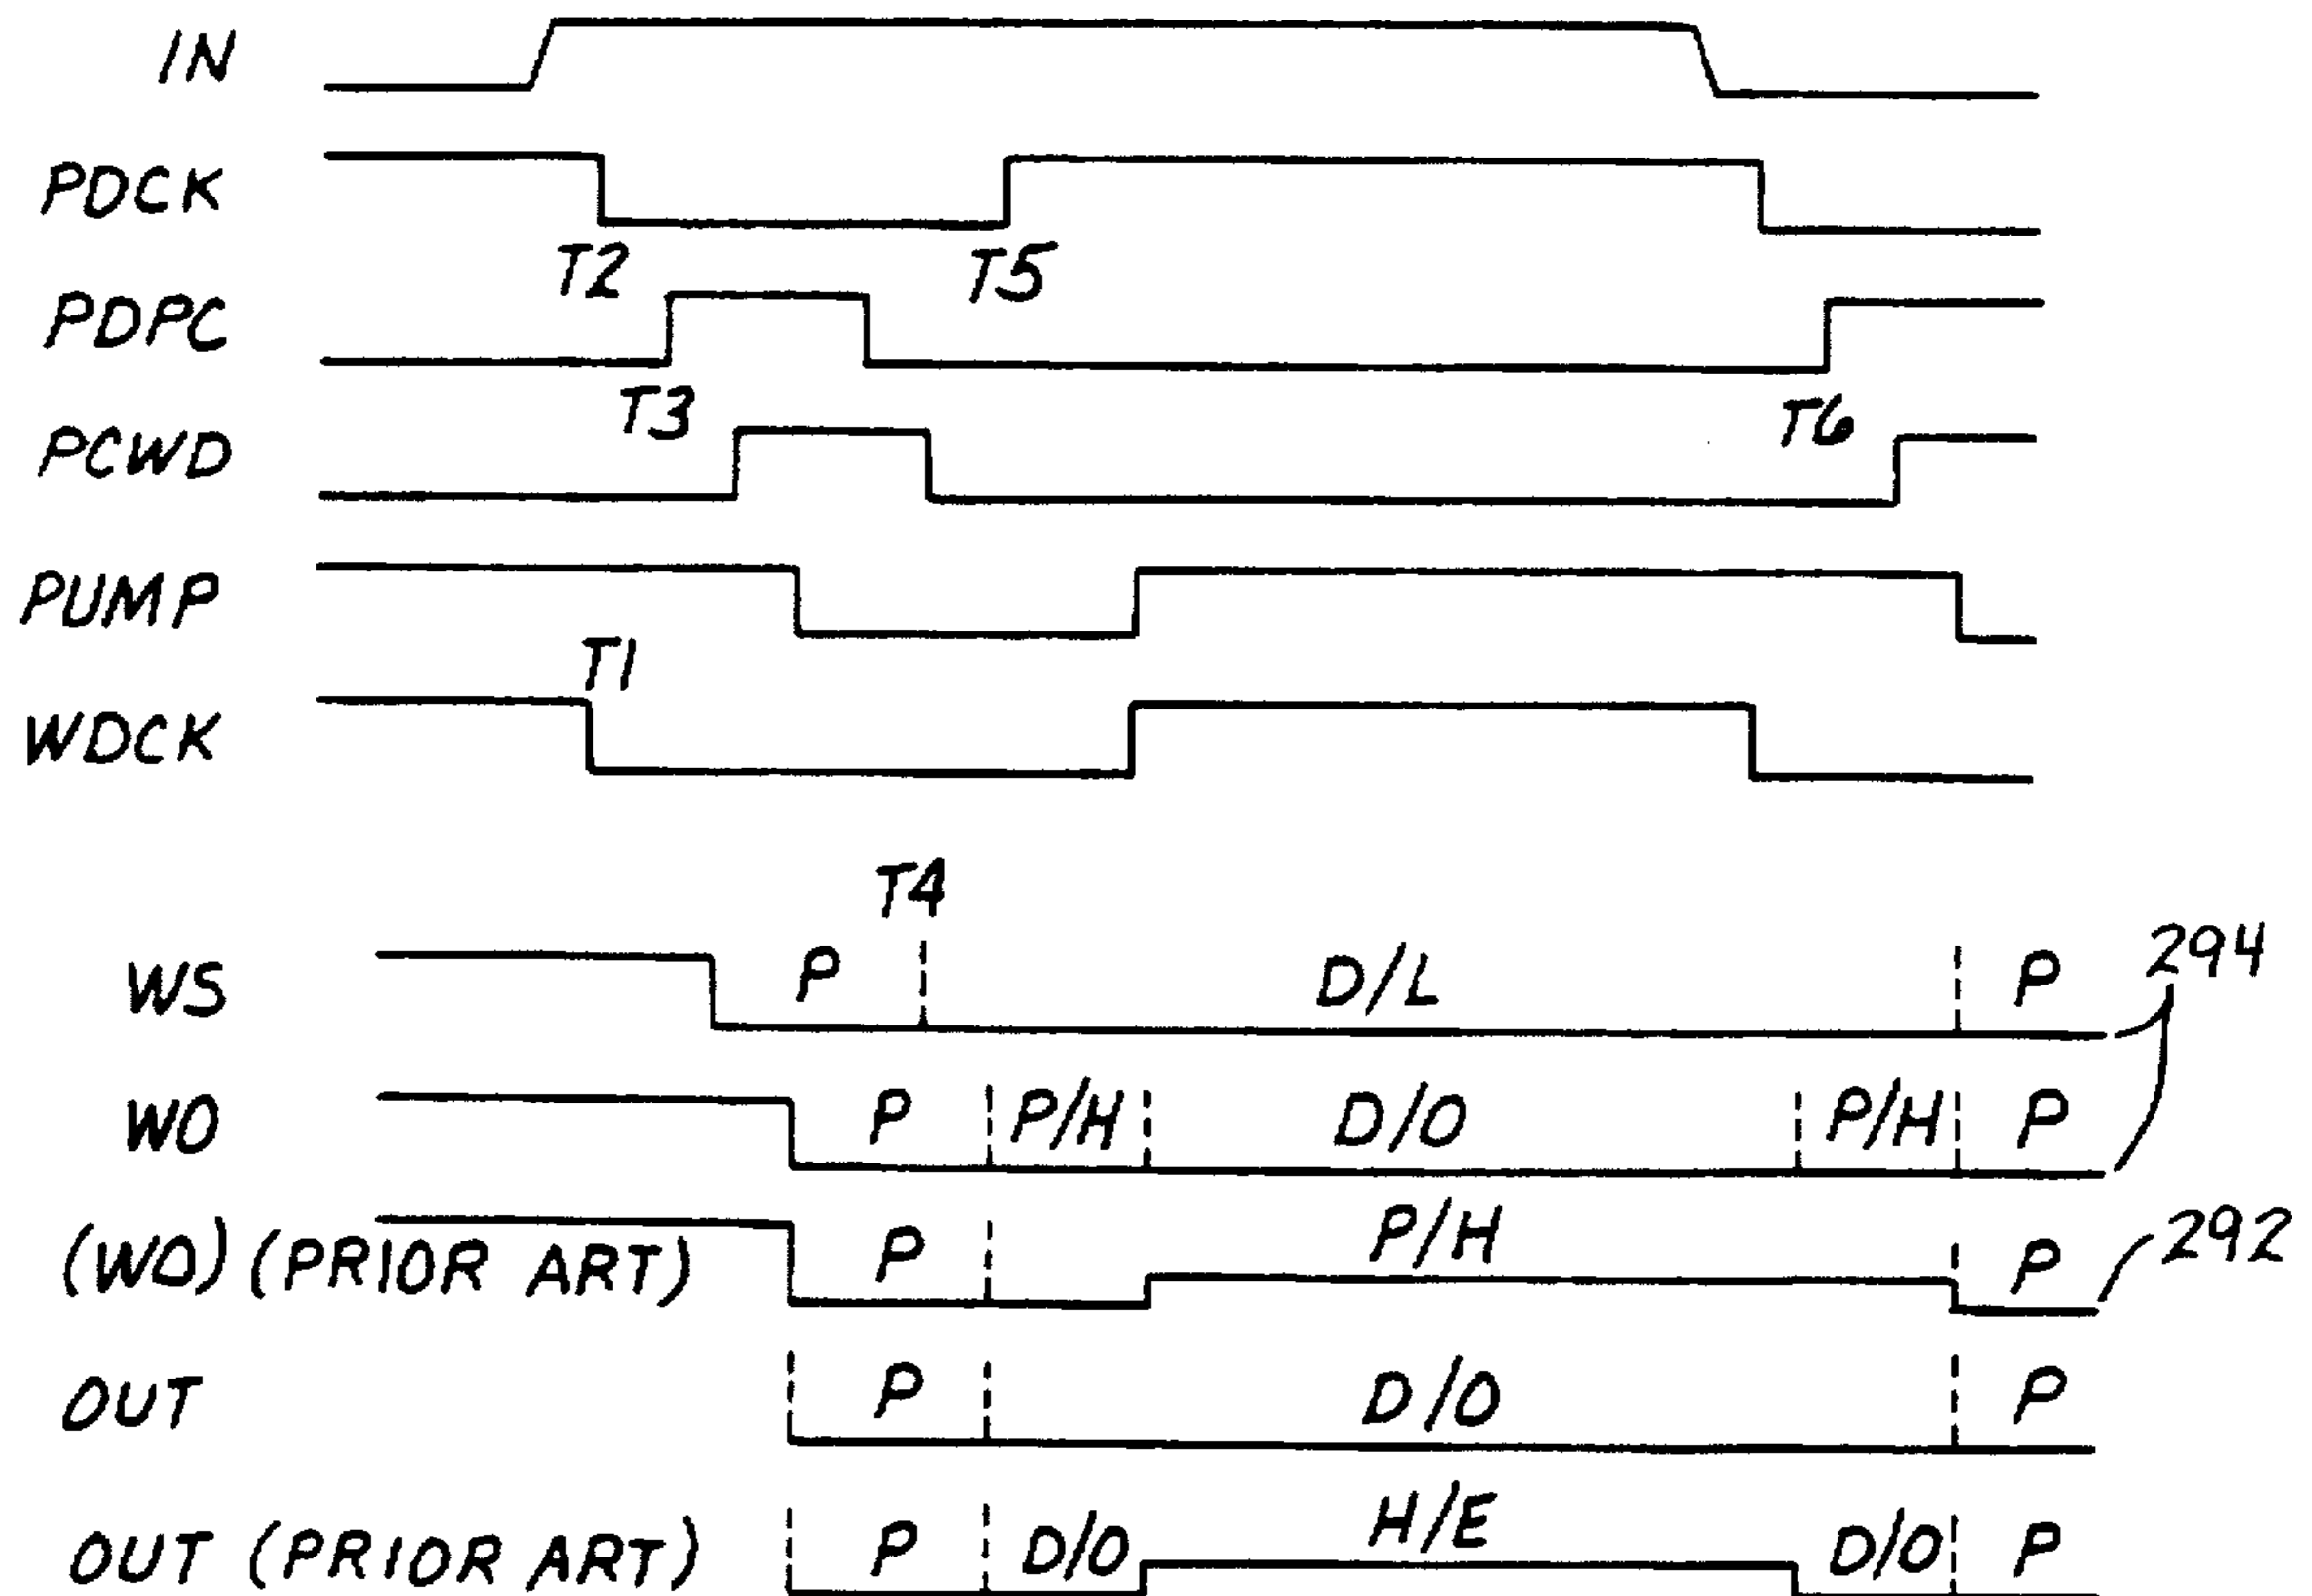 IN
PDCK
T2 T5
PDPC
T3 T6
PCWD
PUMP
T1
WDCK
T4
WS P D/L P 294
WO P P/H D/O P/H P
(WO) (PRIOR ART) P P/H P 292
OUT P D/O P
OUT (PRIOR ART) P D/O H/E D/O P